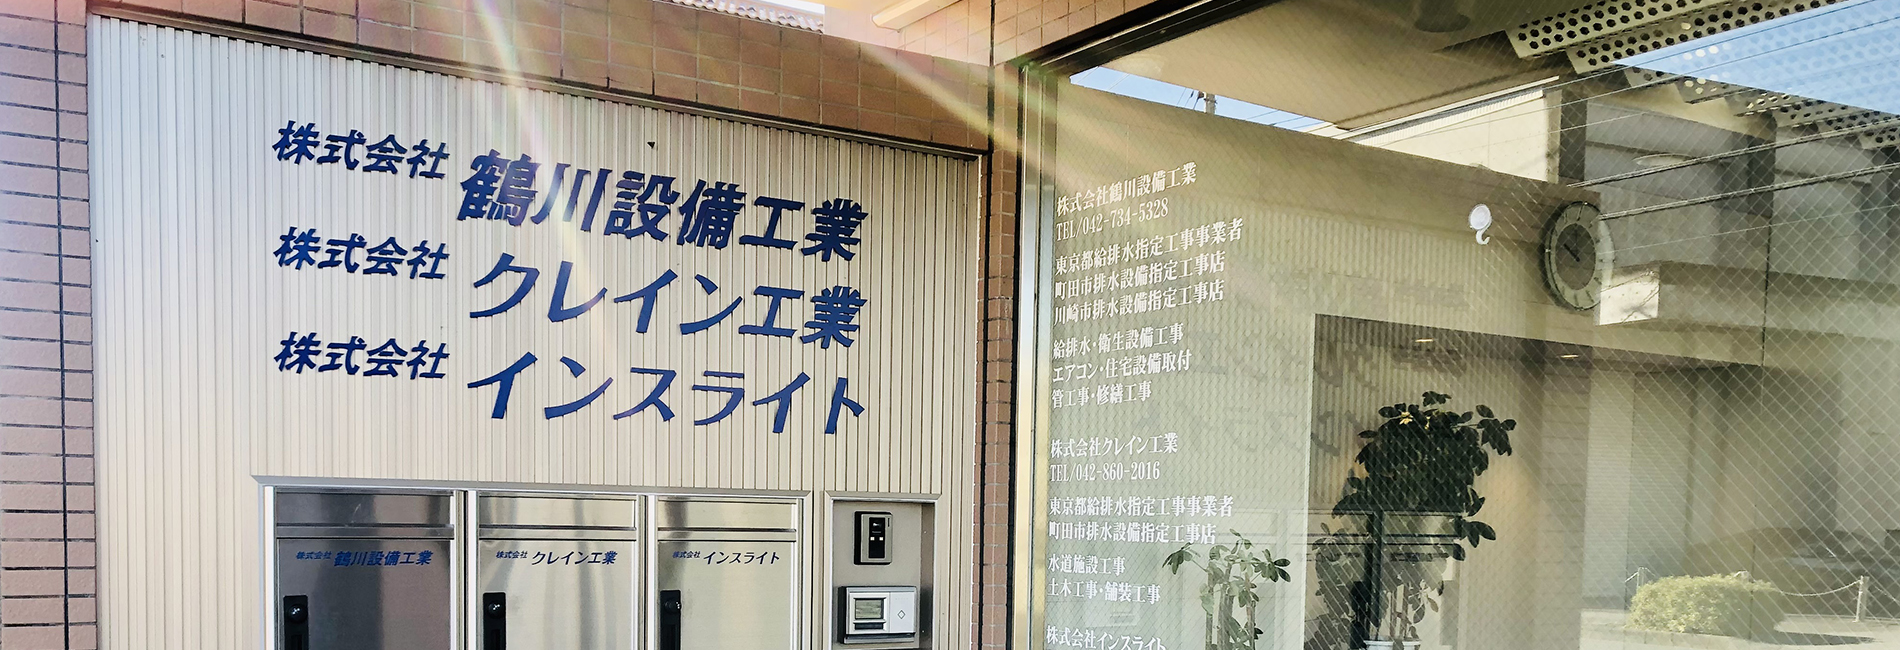 株式会社 鶴川設備工業
株式会社 クレイン工業
株式会社 インスライト
株式会社 鶴川設備工業
株式会社 クレイン工業
株式会社 インスライト
株式会社鶴川設備工業
TEL/042-734-5328
東京都給排水指定工事事業者
町田市排水設備指定工事店
川崎市排水設備指定工事店
給排水・衛生設備工事
エアコン・住宅設備取付
管工事・修繕工事
株式会社クレイン工業
TEL/042-860-2016
東京都給排水指定工事事業者
町田市排水設備指定工事店
水道施設工事
土木工事・舗装工事
株式会社インスライト